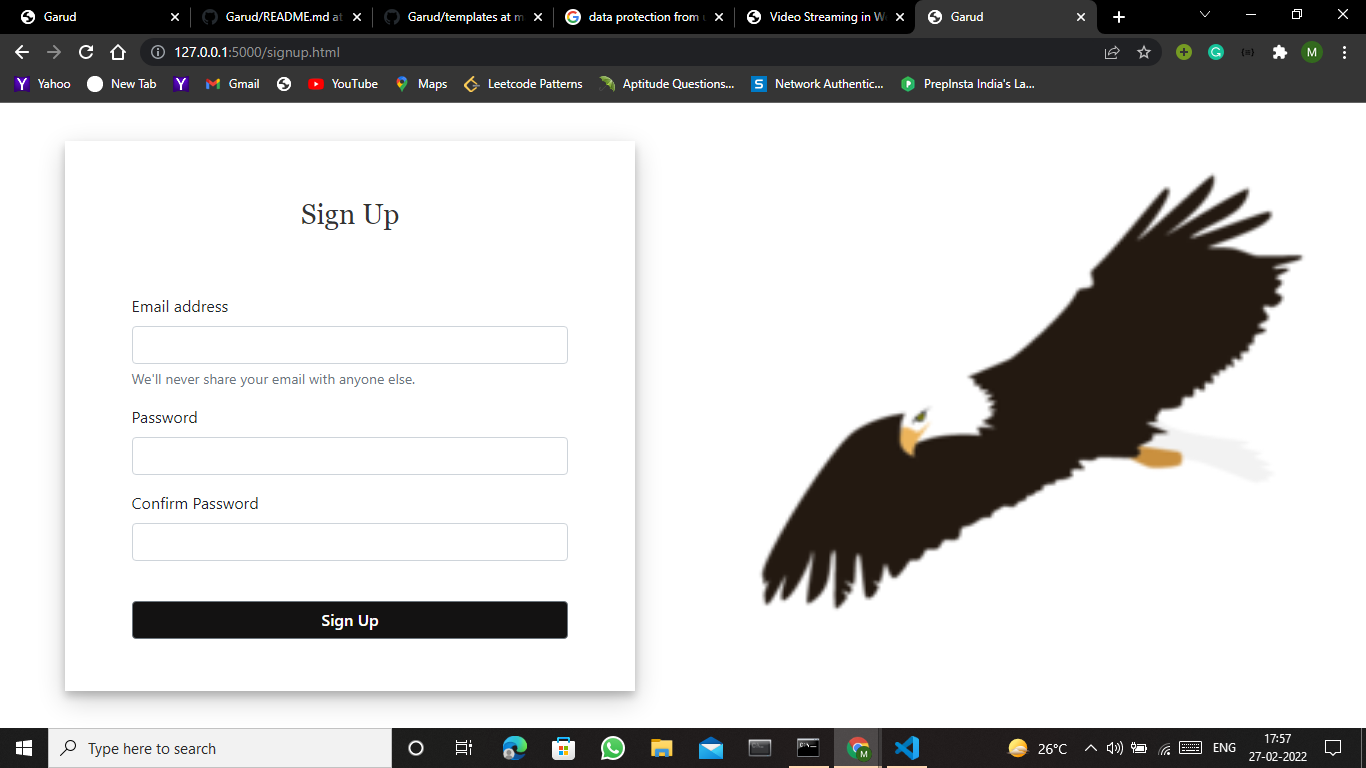 Garud
Garud/README.md at
Garud/templates at m
data protection from u
Video Streaming in We
Garud
127.0.0.1:5000/signup.html
M
Yahoo
New Tab
Gmail
YouTube
Maps
Leetcode Patterns
Aptitude Questions...
Network Authentic...
PrepInsta India's La...
Sign Up
Email address
We'll never share your email with anyone else.
Password
Confirm Password
Sign Up
Type here to search
26°C
ENG
17:57
27-02-2022